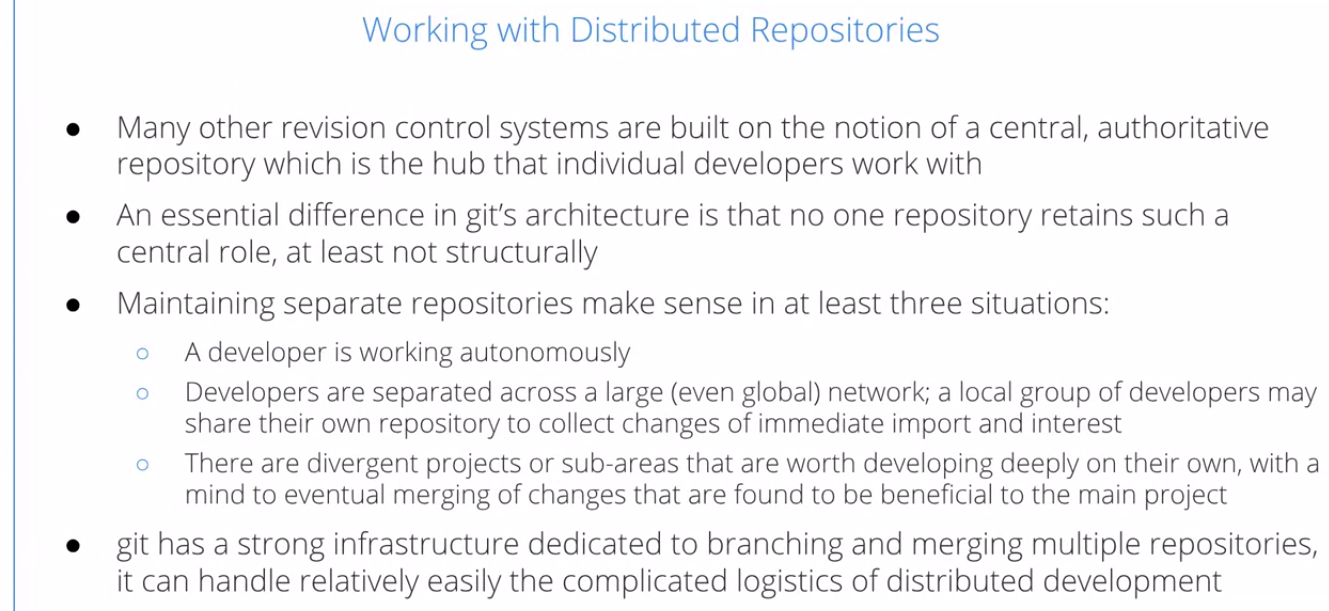 Working with Distributed Repositories
● Many other revision control systems are built on the notion of a central, authoritative
repository which is the hub that individual developers work with
● An essential difference in git’s architecture is that no one repository retains such a
central role, at least not structurally
● Maintaining separate repositories make sense in at least three situations:
○ A developer is working autonomously
○ Developers are separated across a large (even global) network; a local group of developers may
share their own repository to collect changes of immediate import and interest
○ There are divergent projects or sub-areas that are worth developing deeply on their own, with a
mind to eventual merging of changes that are found to be beneficial to the main project
● git has a strong infrastructure dedicated to branching and merging multiple repositories,
it can handle relatively easily the complicated logistics of distributed development